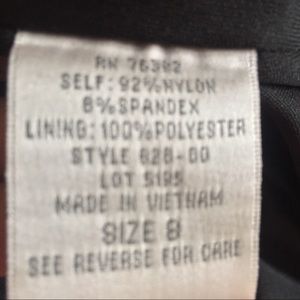 RN 76382
SELF: 92% NYLON
8% SPANDEX
LINING: 100% POLYESTER
STYLE 628-00
LOT 5195
MADE IN VIETNAM
SIZE 8
SEE REVERSE FOR CARE